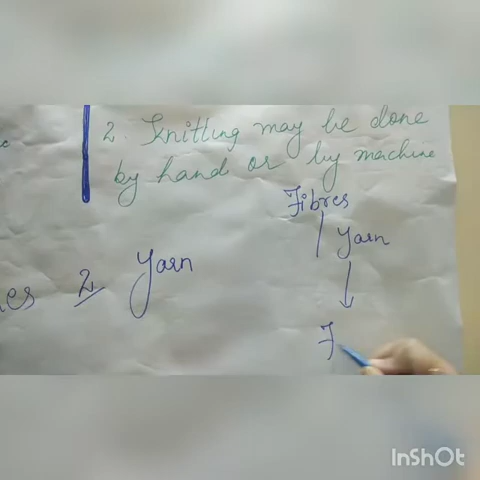 2. Knitting may be done
by hand or by machine
Fibres
Yarn
2 Yarn
F
InShOt